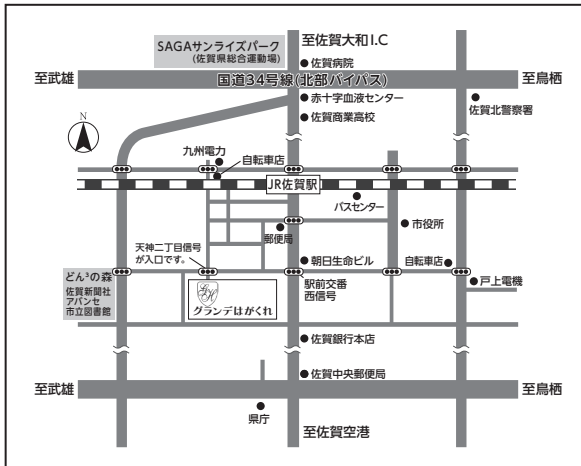 至佐賀大和I.C
SAGAサンライズパーク
(佐賀県総合運動場)
佐賀病院
至武雄
国道34号線(北部バイパス)
至鳥栖
赤十字血液センター
佐賀北警察署
佐賀商業高校
N
九州電力
自転車店
JR佐賀駅
バスセンター
郵便局
市役所
天神二丁目信号
が入口です。
朝日生命ビル
自転車店
どん³の森
佐賀新聞社
アバンセ
市立図書館
駅前交番
西信号
戸上電機
グランデはがくれ
佐賀銀行本店
佐賀中央郵便局
至武雄
至鳥栖
県庁
至佐賀空港